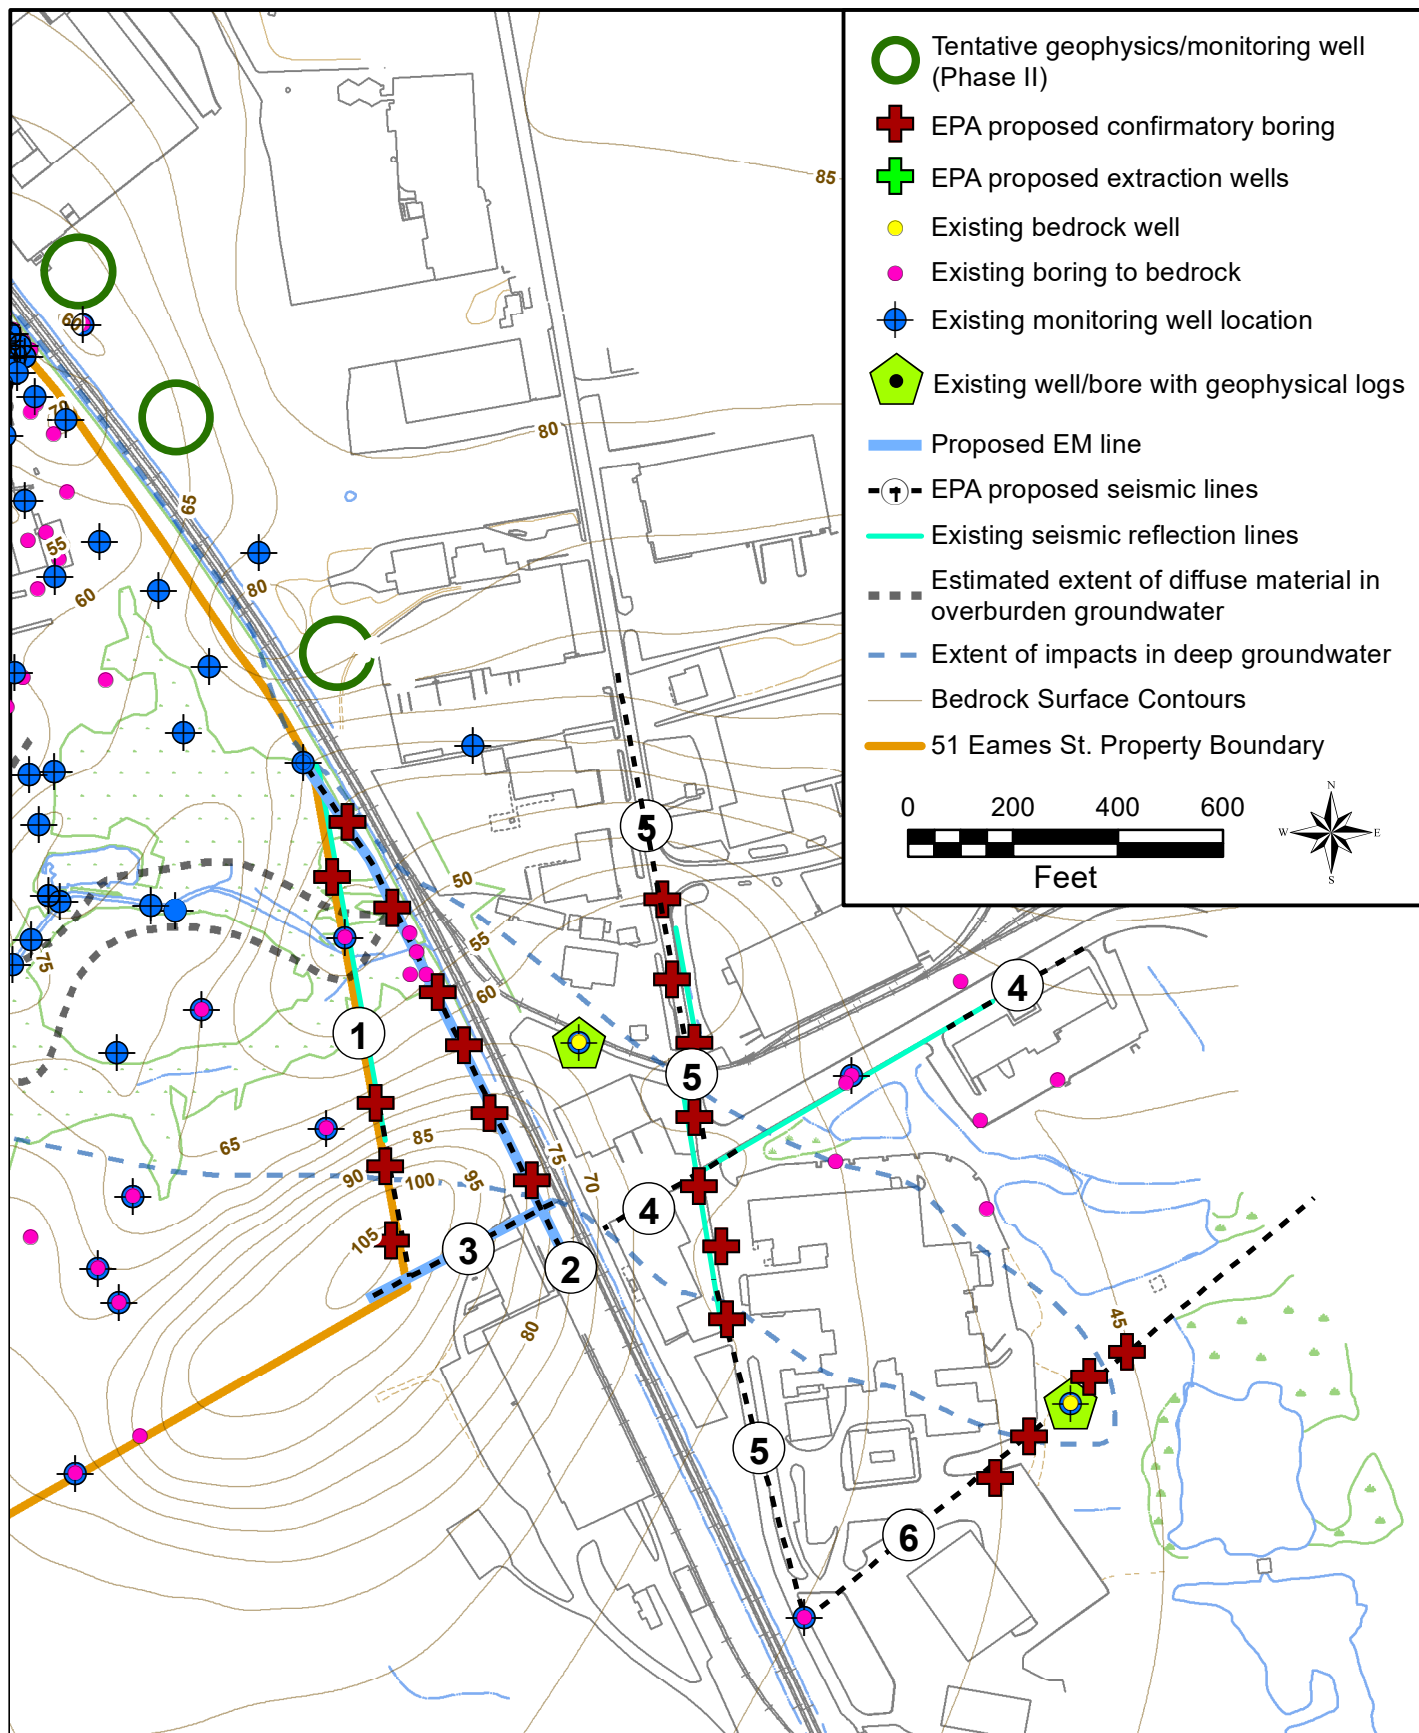 Tentative geophysics/monitoring well
(Phase II)
EPA proposed confirmatory boring
EPA proposed extraction wells
Existing bedrock well
Existing boring to bedrock
Existing monitoring well location
Existing well/bore with geophysical logs
Proposed EM line
1
EPA proposed seismic lines
Existing seismic reflection lines
Estimated extent of diffuse material in
overburden groundwater
Extent of impacts in deep groundwater
Bedrock Surface Contours
51 Eames St. Property Boundary
0 200 400 600
Feet
N
W E
S
85
60
70
80
65
55
60
80
5
50
55
75
60
4
1
5
65
85
75
90
100
95
70
4
105
3
2
80
45
5
6